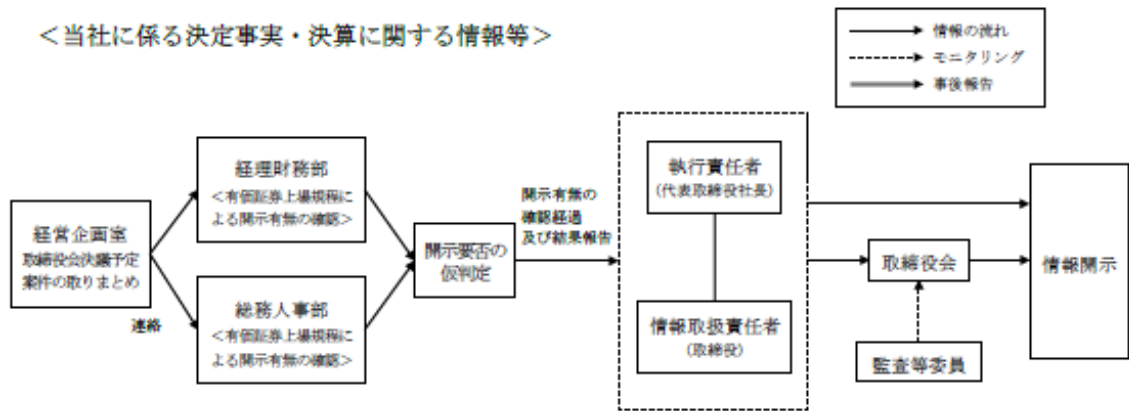 ＜当社に係る決定事実・決算に関する情報等＞
情報の流れ
モニタリング
事後報告
経営企画室
取締役会決議予定
案件の取りまとめ
連絡
経理財務部
＜有価証券上場規程に
よる開示有無の確認＞
総務人事部
＜有価証券上場規程に
よる開示有無の確認＞
開示要否の
仮判定
開示有無の
確認経過
及び結果報告
執行責任者
(代表取締役社長)
情報取扱責任者
(取締役)
取締役会
監査等委員
情報開示